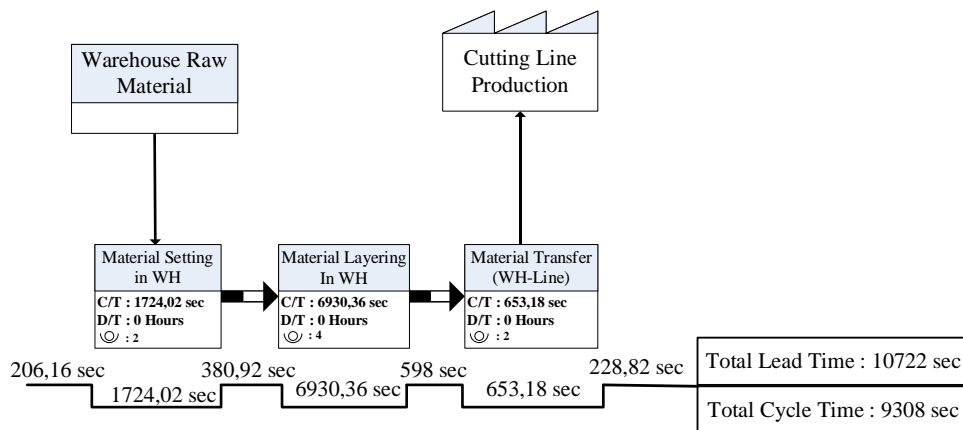 Warehouse Raw
Material
Cutting Line
Production
Material Setting
in WH
C/T : 1724,02 sec
D/T : 0 Hours
: 2
Material Layering
In WH
C/T : 6930,36 sec
D/T : 0 Hours
: 4
Material Transfer
(WH-Line)
C/T : 653,18 sec
D/T : 0 Hours
: 2
206,16 sec
1724,02 sec
380,92 sec
6930,36 sec
598 sec
653,18 sec
228,82 sec
Total Lead Time : 10722 sec
Total Cycle Time : 9308 sec